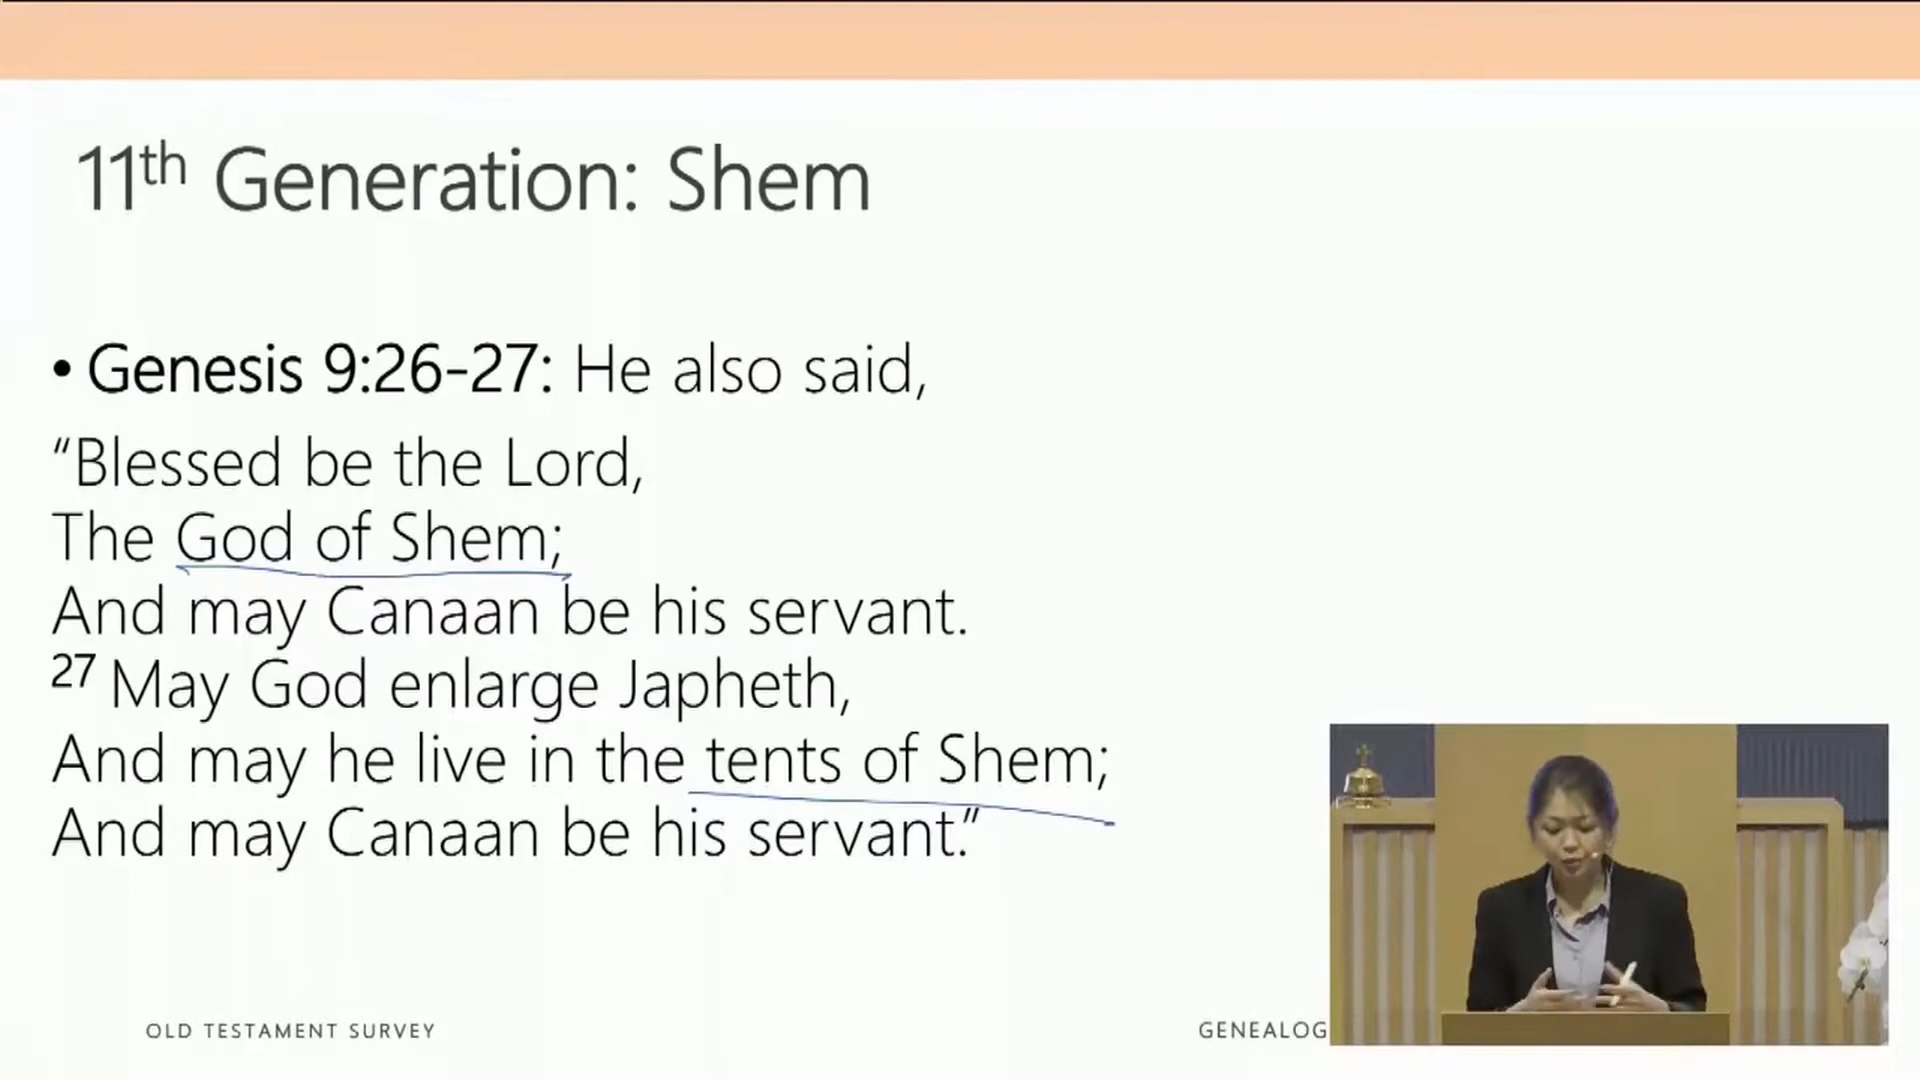 11th Generation: Shem
• Genesis 9:26-27: He also said,
“Blessed be the Lord,
The God of Shem;
And may Canaan be his servant.
27 May God enlarge Japheth,
And may he live in the tents of Shem;
And may Canaan be his servant.”
OLD TESTAMENT SURVEY
GENEALOG